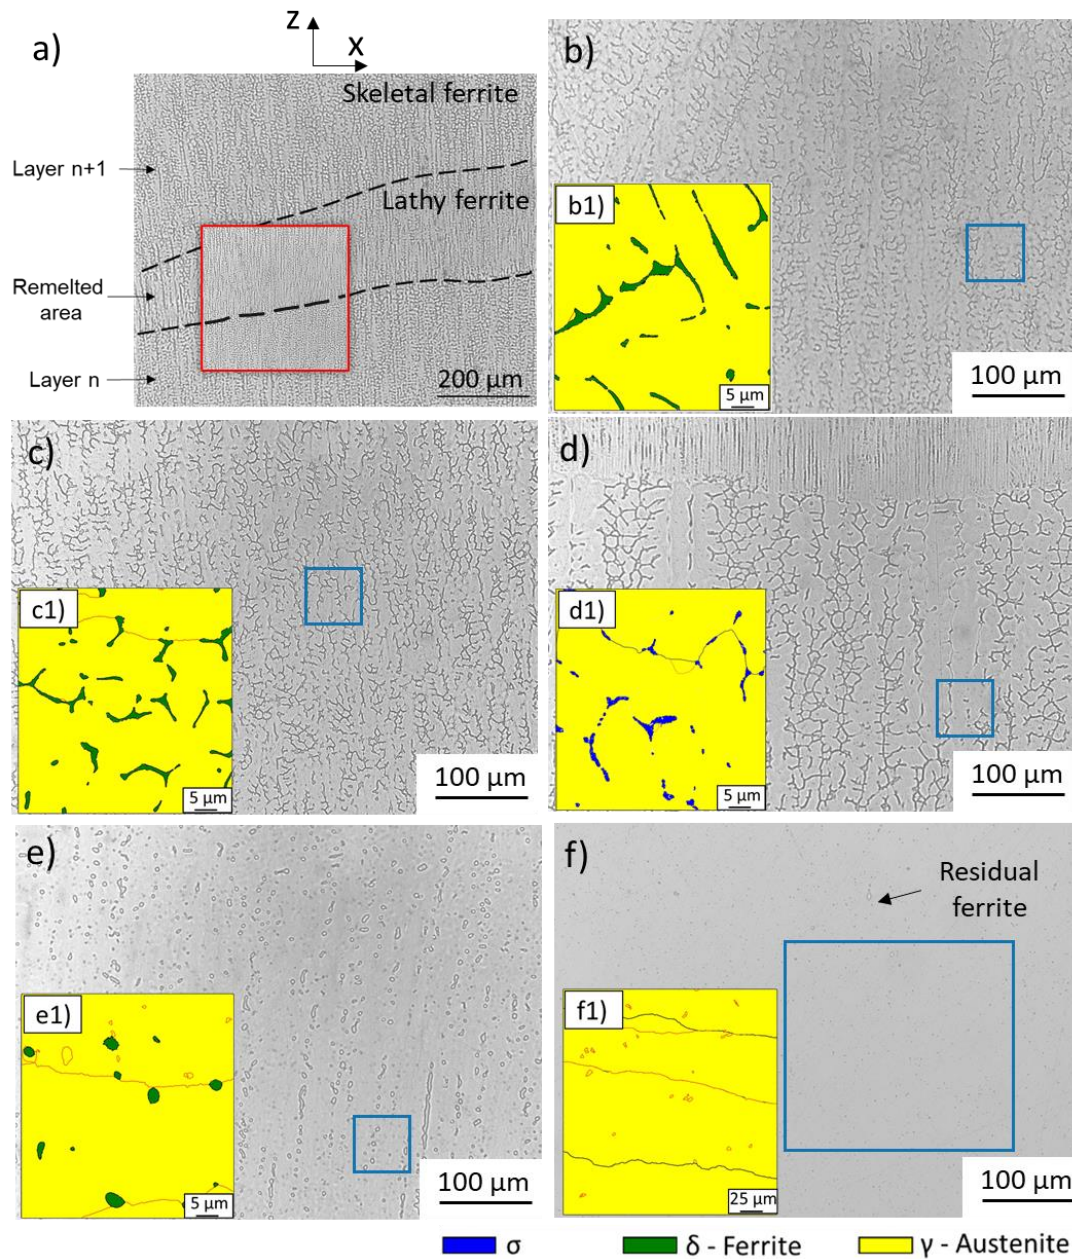 a)
Z
X
Skeletal ferrite
Layer n+1
Lathy ferrite
Remelted
area
Layer n
200 µm
b)
b1)
5 µm
100 µm
c)
c1)
5 µm
100 µm
d)
d1)
5 µm
100 µm
e)
e1)
5 µm
100 µm
f)
Residual
ferrite
f1)
25 µm
100 µm
σ
δ - Ferrite
γ - Austenite